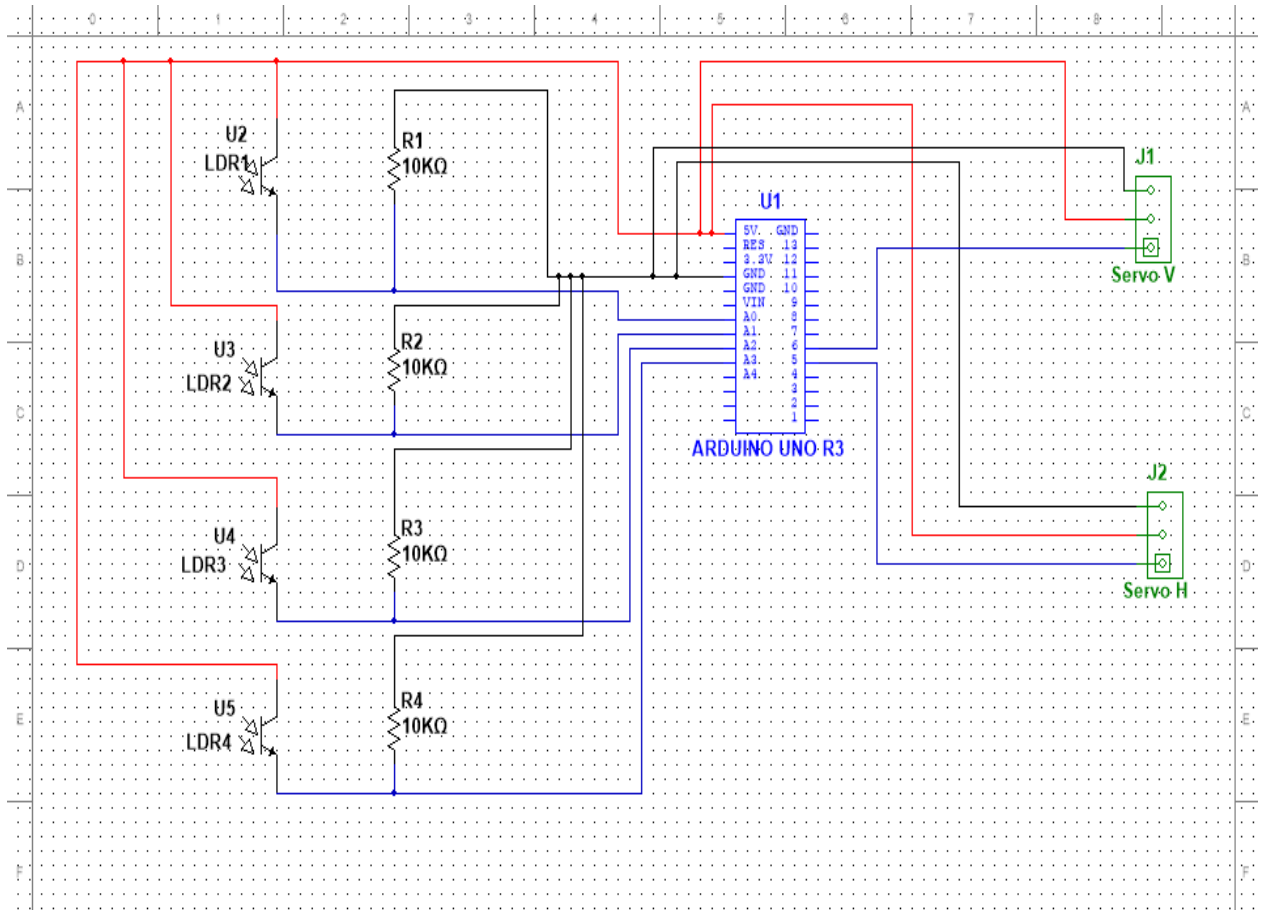 0 1 2 3 4 5 6 7 8
A A
U2
LDR1
R1
10KΩ
J1
Servo V
U1
5V GND
RES 13
3.3V 12
GND 11
GND 10
VIN 9
A0 8
A1 7
A2 6
A3 5
A4 4
3
2
1
ARDUINO UNO R3
B B
U3
LDR2
R2
10KΩ
C C
J2
Servo H
U4
LDR3
R3
10KΩ
D D
U5
LDR4
R4
10KΩ
E E
F F